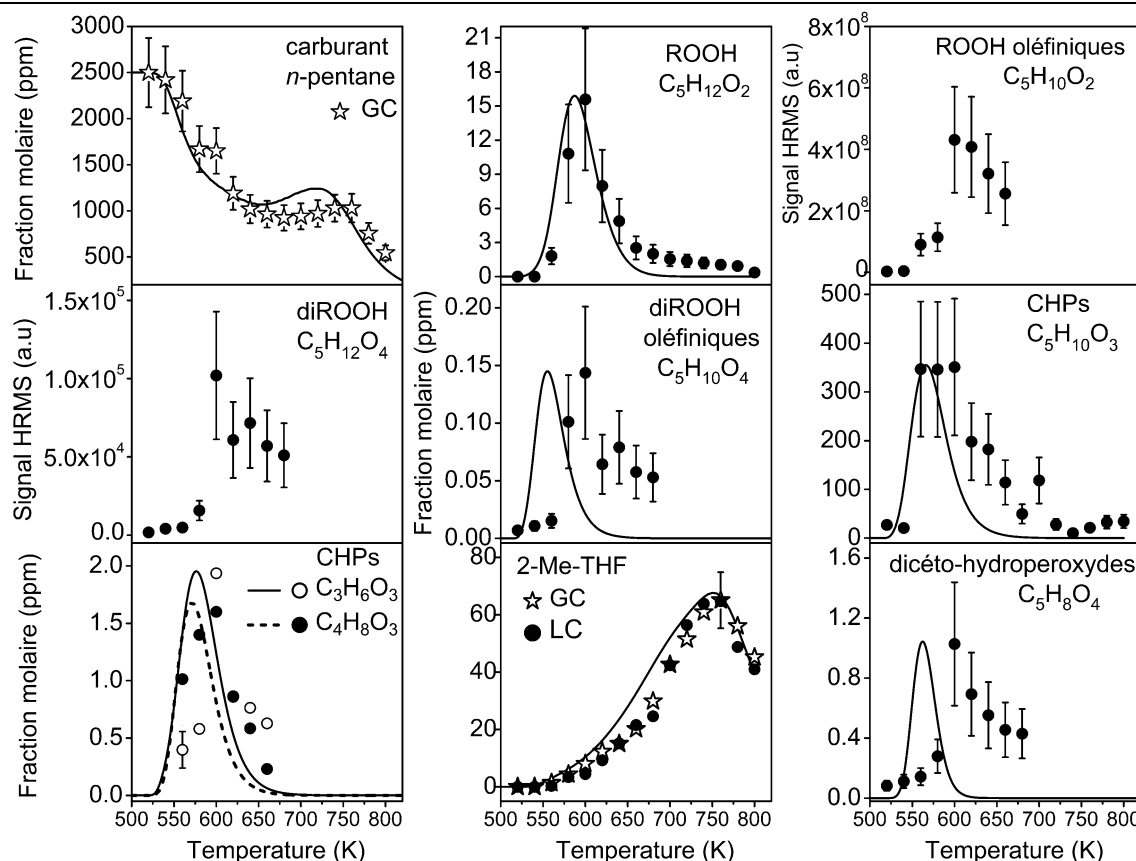 3000
2500
2000
1500
1000
500
Fraction molaire (ppm)
carburant
n-pentane
GC
21
18
15
12
9
6
3
0
ROOH
C₅H₁₂O₂
8x10⁸
6x10⁸
4x10⁸
2x10⁸
0
Signal HRMS (a.u)
ROOH oléfiniques
C₅H₁₀O₂
1.5x10⁵
1.0x10⁵
5.0x10⁴
0.0
Signal HRMS (a.u)
diROOH
C₅H₁₂O₄
0.20
0.15
0.10
0.05
0.00
Fraction molaire (ppm)
diROOH
oléfiniques
C₅H₁₀O₄
500
400
300
200
100
0
CHPs
C₅H₁₀O₃
2.0
1.5
1.0
0.5
0.0
Fraction molaire (ppm)
CHPs
C₃H₆O₃
C₄H₈O₃
500 550 600 650 700 750 800
Temperature (K)
80
60
40
20
0
2-Me-THF
GC
LC
500 550 600 650 700 750 800
Temperature (K)
1.6
1.2
0.8
0.4
0.0
dicéto-hydroperoxydes
C₅H₈O₄
500 550 600 650 700 750 800
Temperature (K)